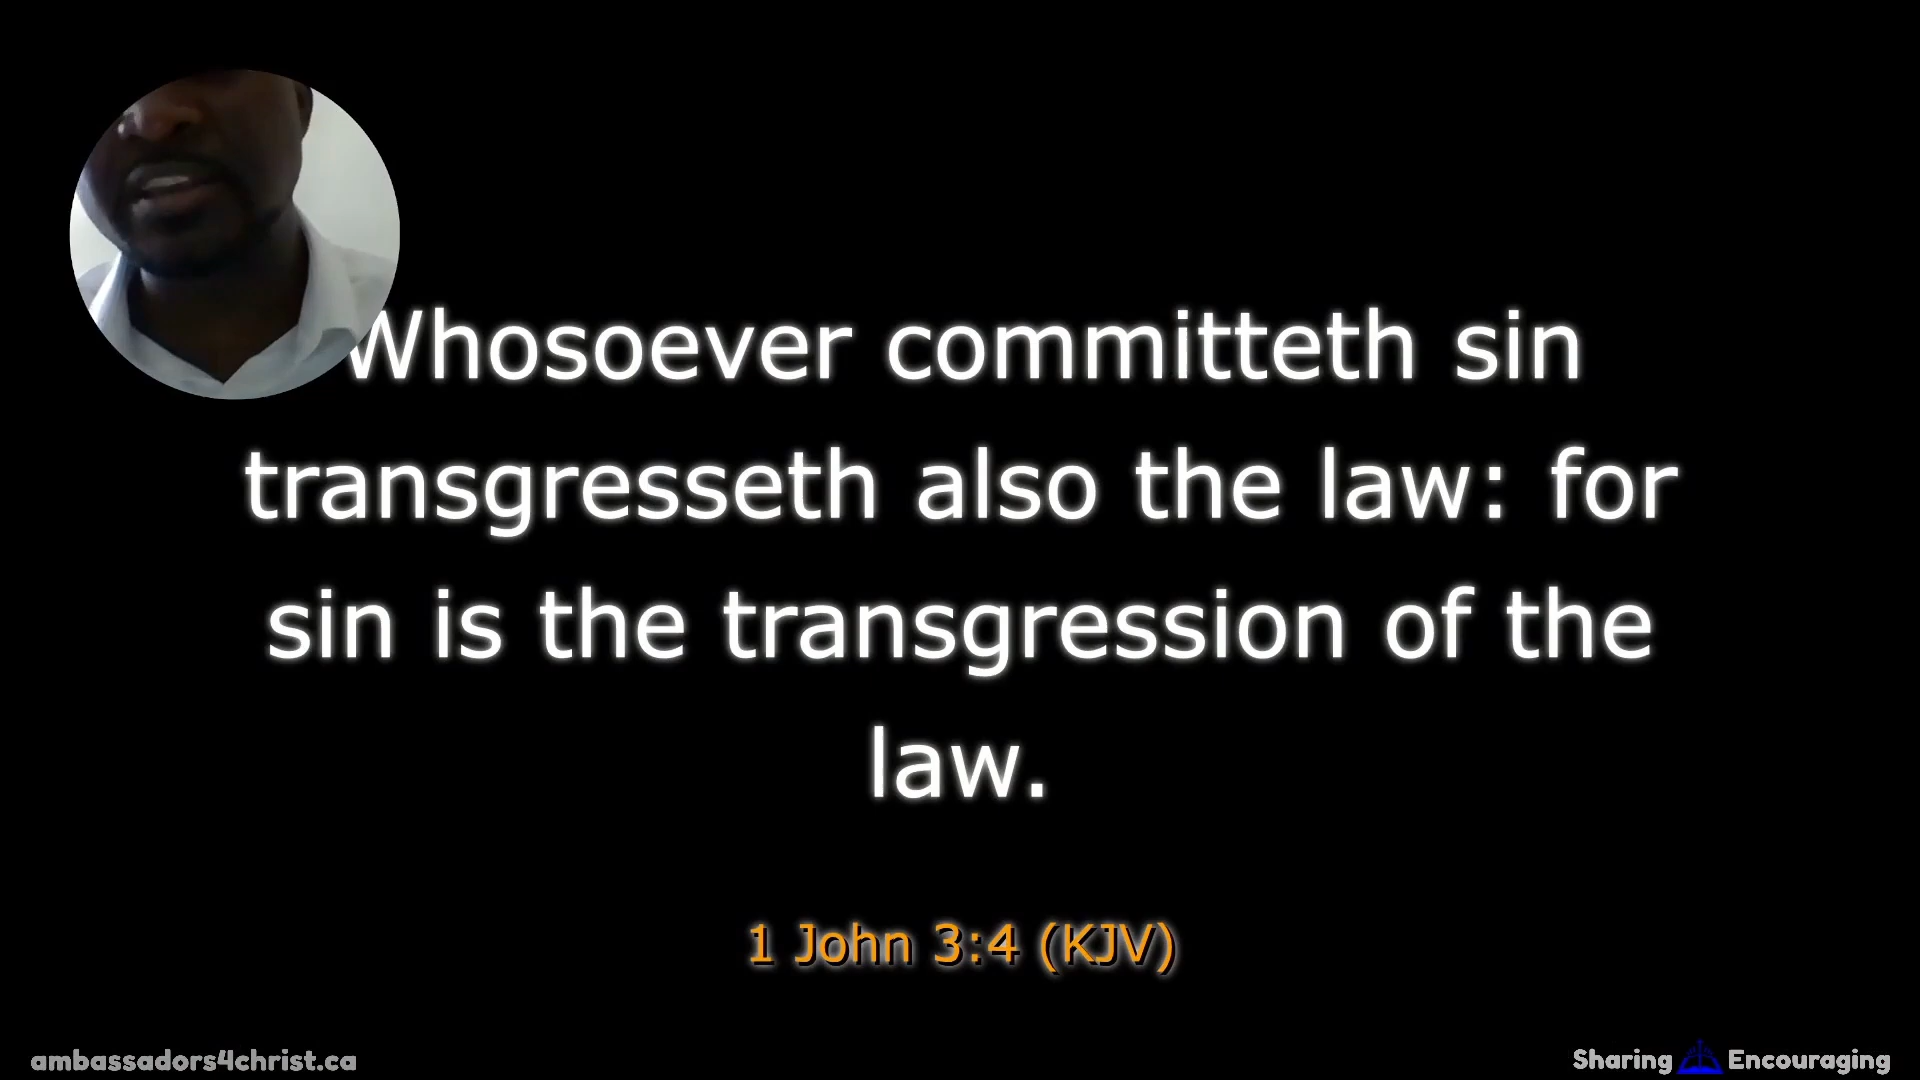 Whosoever committeth sin
transgresseth also the law: for
sin is the transgression of the
law.
1 John 3:4 (KJV)
ambassadors4christ.ca
Sharing Encouraging